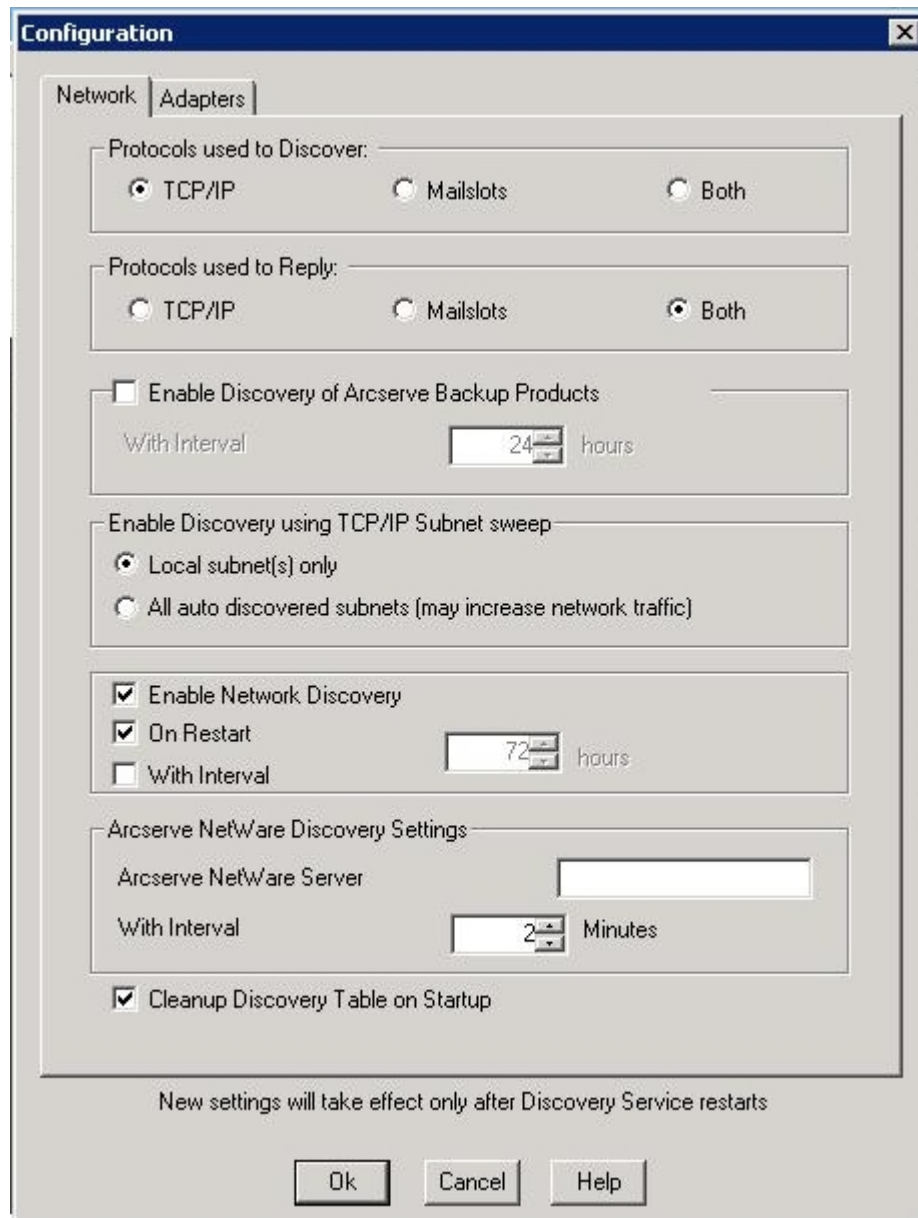 Configuration
Network Adapters
Protocols used to Discover:
TCP/IP Mailslots Both
Protocols used to Reply:
TCP/IP Mailslots Both
Enable Discovery of Arcserve Backup Products
With Interval 24 hours
Enable Discovery using TCP/IP Subnet sweep
Local subnet(s) only
All auto discovered subnets (may increase network traffic)
Enable Network Discovery
On Restart
72 hours
With Interval
Arcserve NetWare Discovery Settings
Arcserve NetWare Server
With Interval 2 Minutes
Cleanup Discovery Table on Startup
New settings will take effect only after Discovery Service restarts
Ok Cancel Help